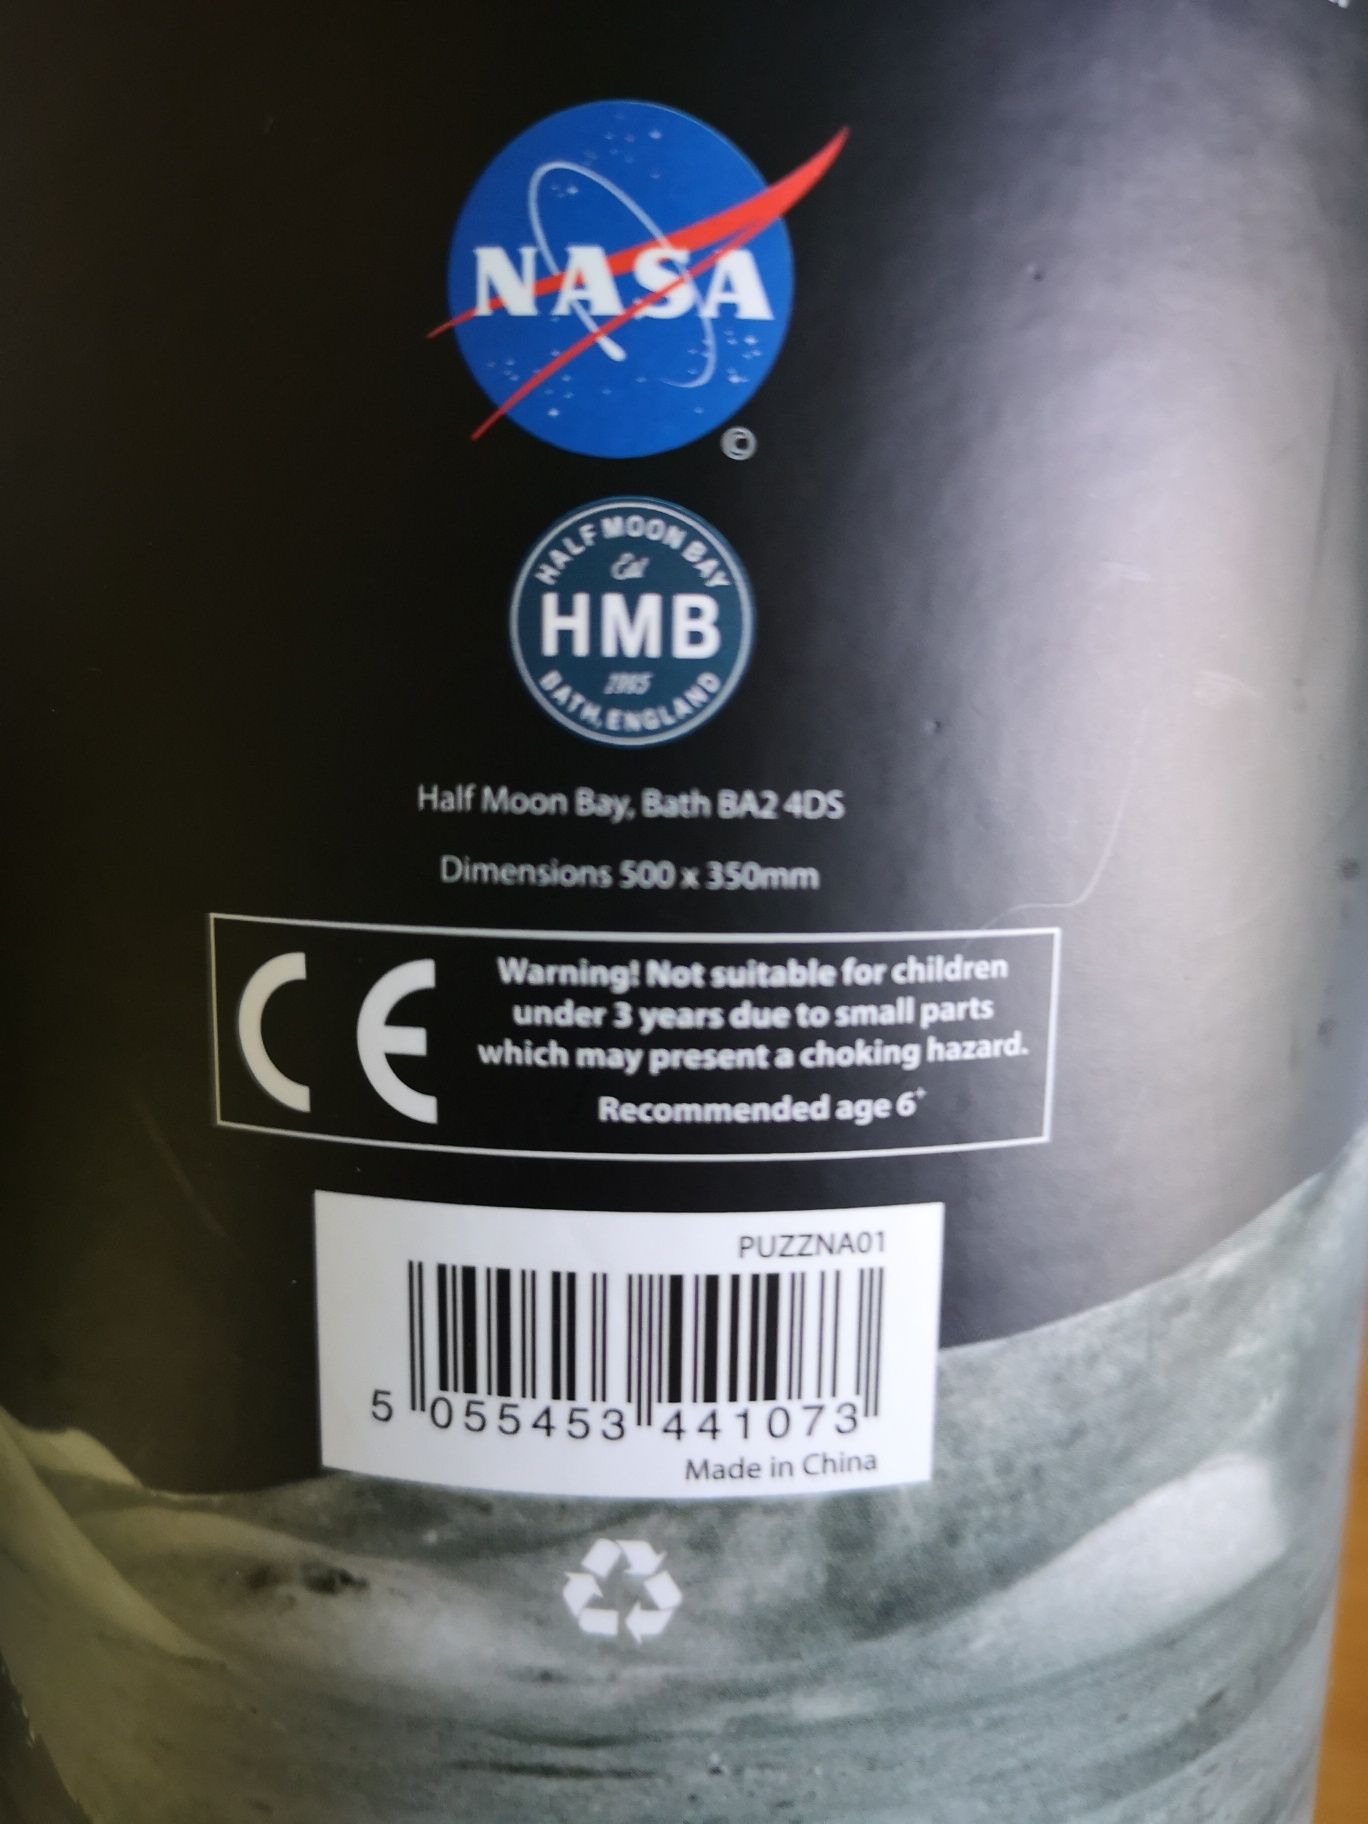 NASA
©
HALF MOON BAY
Est
HMB
1985
BATH, ENGLAND
Half Moon Bay, Bath BA2 4DS
Dimensions 500 x 350mm
CE
Warning! Not suitable for children
under 3 years due to small parts
which may present a choking hazard.
Recommended age 6+
PUZZNA01
5 055453 441073
Made in China